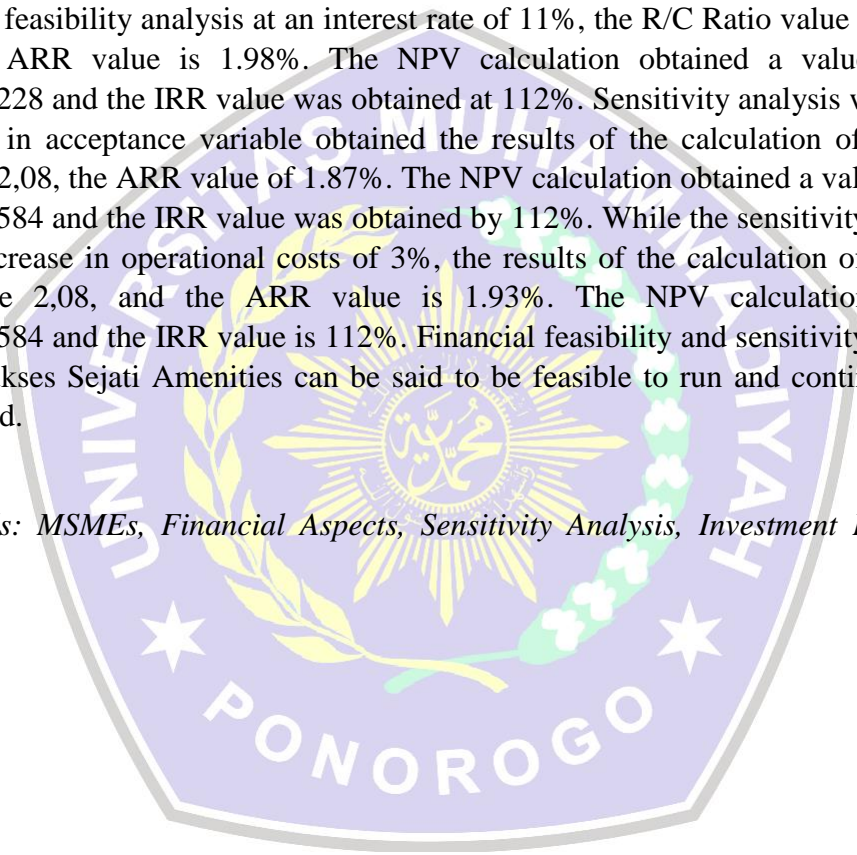 feasibility analysis at an interest rate of 11%, the R/C Ratio value
ARR value is 1.98%. The NPV calculation obtained a valu
228 and the IRR value was obtained at 112%. Sensitivity analysis
in acceptance variable obtained the results of the calculation of
2,08, the ARR value of 1.87%. The NPV calculation obtained a val
584 and the IRR value was obtained by 112%. While the sensitivity
crease in operational costs of 3%, the results of the calculation of
e 2,08, and the ARR value is 1.93%. The NPV calculation
584 and the IRR value is 112%. Financial feasibility and sensitivity
ukses Sejati Amenities can be said to be feasible to run and conti
d.
s: MSMEs, Financial Aspects, Sensitivity Analysis, Investment
UNIVERSITAS MUHAMMADIYAH
محمد
PONOROGO